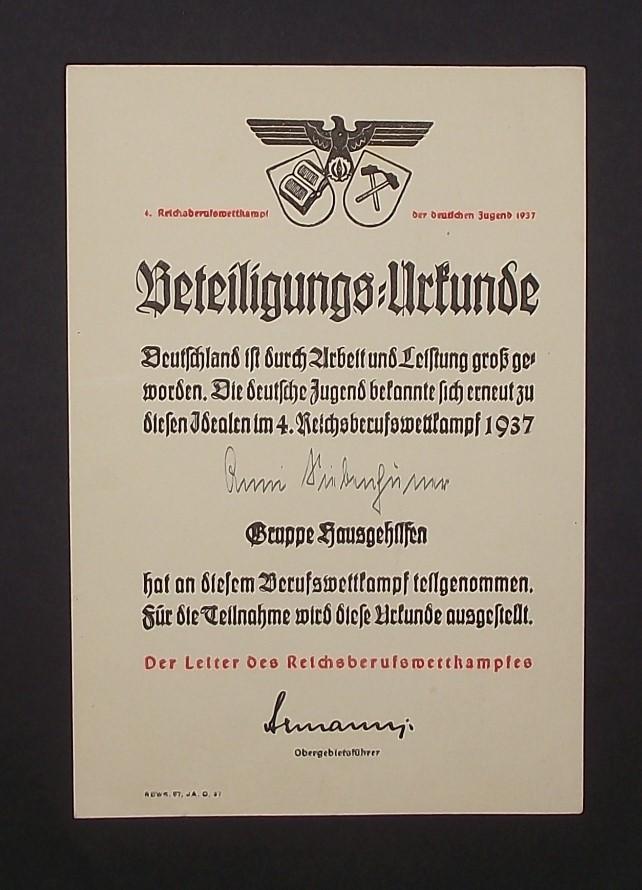 4. Reichsberufswettkampf der deutschen Jugend 1937
Beteiligungs-Urkunde
Deutschland ist durch Arbeit und Leistung groß ge-
worden. Die deutsche Jugend bekannte sich erneut zu
diesen Idealen im 4. Reichsberufswettkampf 1937
Anni Siebenhüner
Gruppe Hausgehilfen
hat an diesem Berufswettkampf teilgenommen.
Für die Teilnahme wird diese Urkunde ausgestellt.
Der Leiter des Reichsberufswettkampfes
Obergebietsführer